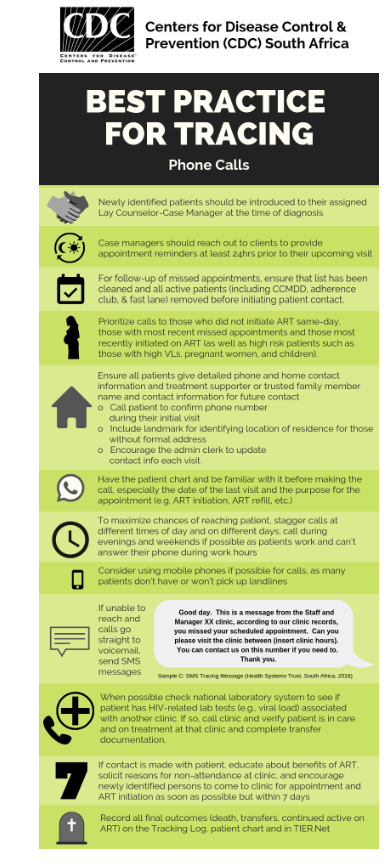 CDC
CENTERS FOR DISEASE
CONTROL AND PREVENTION
Centers for Disease Control &
Prevention (CDC) South Africa
BEST PRACTICE
FOR TRACING
Phone Calls
Newly identified patients should be introduced to their assigned
Lay Counselor-Case Manager at the time of diagnosis
Case managers should reach out to clients to provide
appointment reminders at least 24hrs prior to their upcoming visit
For follow-up of missed appointments, ensure that list has been
cleaned and all active patients (including CCMDD, adherence
club, & fast lane) removed before initiating patient contact.
Prioritize calls to those who did not initiate ART same-day,
those with most recent missed appointments and those most
recently initiated on ART (as well as high risk patients such as
those with high VLs, pregnant women, and children).
Ensure all patients give detailed phone and home contact
information and treatment supporter or trusted family member
name and contact information for future contact
o Call patient to confirm phone number
during their initial visit
o Include landmark for identifying location of residence for those
without formal address
o Encourage the admin clerk to update
contact info each visit
Have the patient chart and be familiar with it before making the
call, especially the date of the last visit and the purpose for the
appointment (e.g. ART initiation, ART refill, etc.)
To maximize chances of reaching patient, stagger calls at
different times of day and on different days; call during
evenings and weekends if possible as patients work and can't
answer their phone during work hours
Consider using mobile phones if possible for calls, as many
patients don't have or won't pick up landlines
If unable to
reach and
calls go
straight to
voicemail,
send SMS
messages
Good day. This is a message from the Staff and
Manager XX clinic, according to our clinic records,
you missed your scheduled appointment. Can you
please visit the clinic between (insert clinic hours).
You can contact us on this number if you need to.
Thank you.
Sample C: SMS Tracing Message (Health Systems Trust, South Africa, 2018)
When possible check national laboratory system to see if
patient has HIV-related lab tests (e.g., viral load) associated
with another clinic. If so, call clinic and verify patient is in care
and on treatment at that clinic and complete transfer
documentation.
7
If contact is made with patient, educate about benefits of ART,
solicit reasons for non-attendance at clinic, and encourage
newly identified persons to come to clinic for appointment and
ART initiation as soon as possible but within 7 days
Record all final outcomes (death, transfers, continued active on
ART) on the Tracking Log, patient chart and in TIER.Net